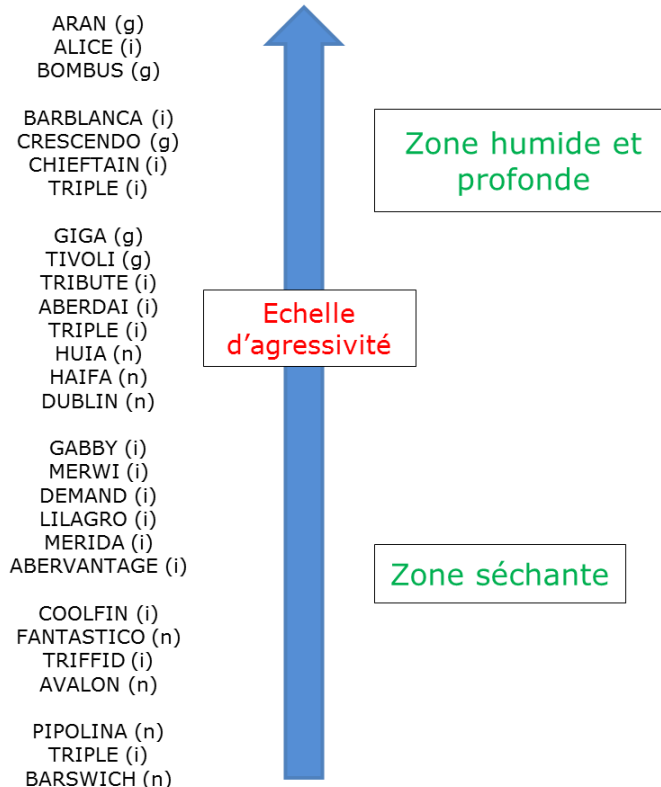 ARAN (g)
ALICE (i)
BOMBUS (g)
BARBLANCA (i)
CRESCENDO (g)
CHIEFTAIN (i)
TRIPLE (i)
GIGA (g)
TIVOLI (g)
TRIBUTE (i)
ABERDAI (i)
TRIPLE (i)
HUIA (n)
HAIFA (n)
DUBLIN (n)
GABBY (i)
MERWI (i)
DEMAND (i)
LILAGRO (i)
MERIDA (i)
ABERVANTAGE (i)
COOLFIN (i)
FANTASTICO (n)
TRIFFID (i)
AVALON (n)
PIPOLINA (n)
TRIPLE (i)
BARSWICH (n)
Echelle
d’agressivité
Zone humide et
profonde
Zone séchante